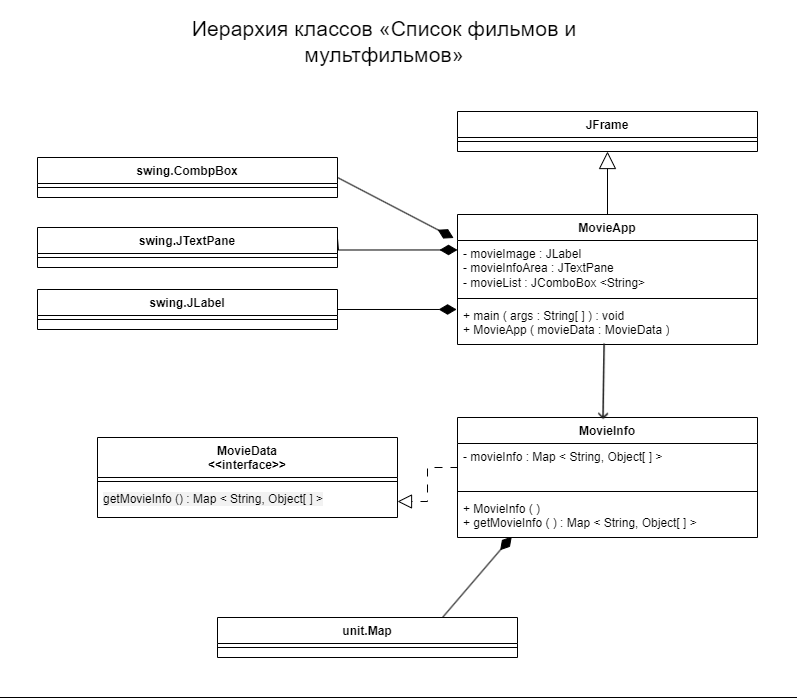 Иерархия классов «Список фильмов и
мультфильмов»
JFrame
swing.CombpBox
swing.JTextPane
swing.JLabel
MovieApp
- movieImage : JLabel
- movieInfoArea : JTextPane
- movieList : JComboBox <String>
+ main ( args : String[ ] ) : void
+ MovieApp ( movieData : MovieData )
MovieData
<<interface>>
getMovieInfo () : Map < String, Object[ ] >
MovieInfo
- movieInfo : Map < String, Object[ ] >
+ MovieInfo ( )
+ getMovieInfo ( ) : Map < String, Object[ ] >
unit.Map